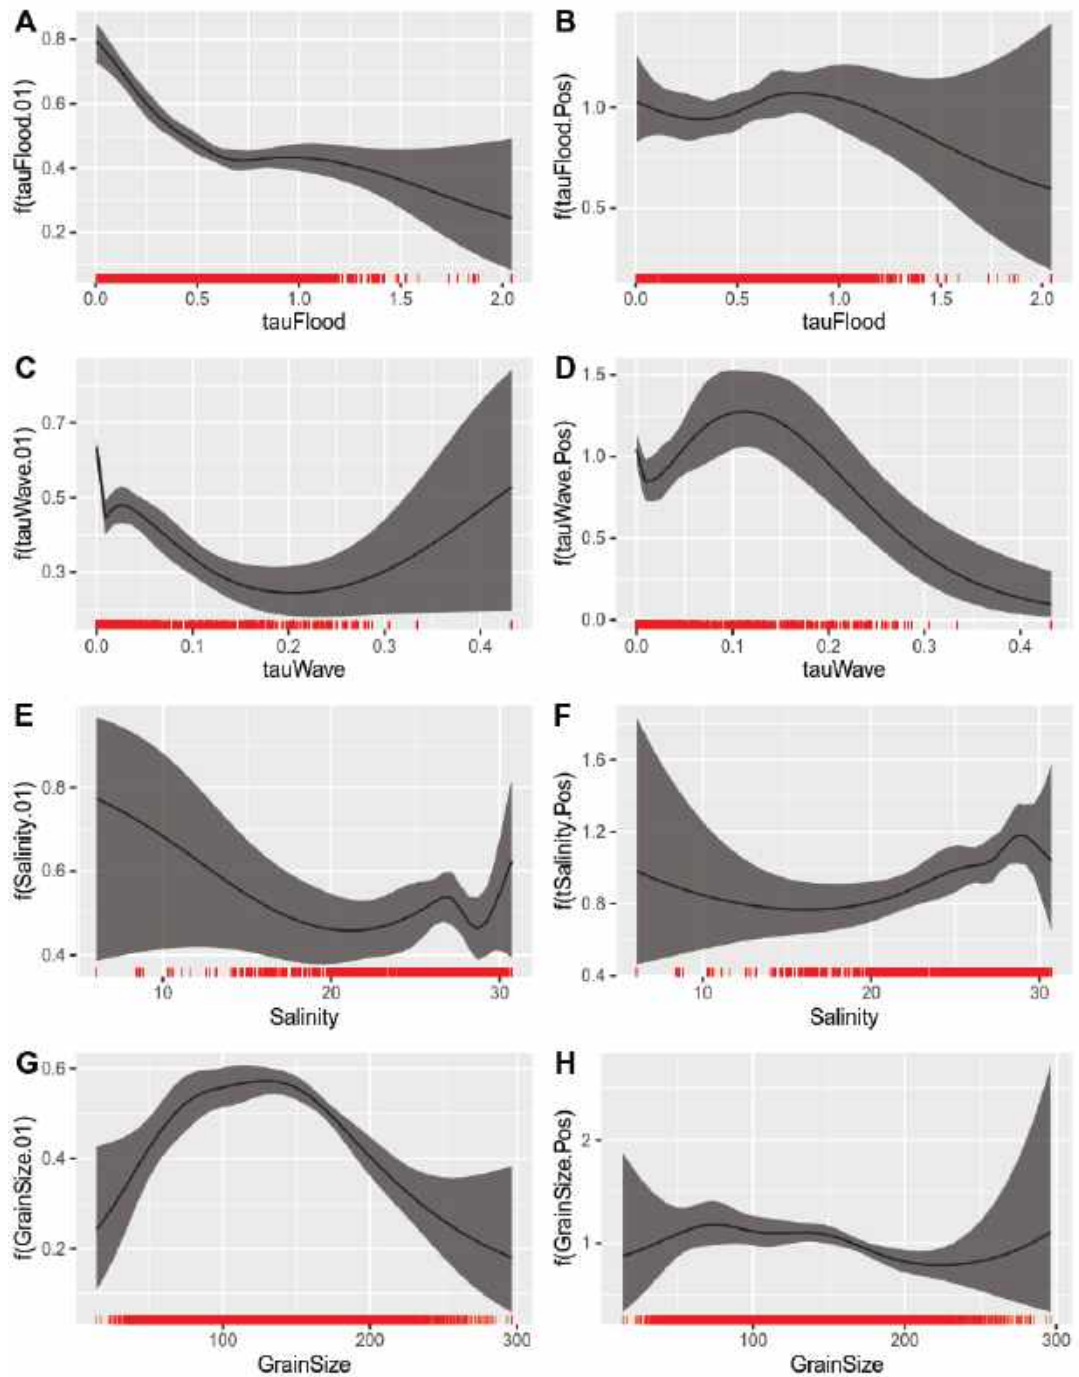 A
f(tauFlood.01)
0.8
0.6
0.4
0.2
0.0 0.5 1.0 1.5 2.0
tauFlood
B
f(tauFlood.Pos)
1.0
0.5
0.0 0.5 1.0 1.5 2.0
tauFlood
C
f(tauWave.01)
0.7
0.5
0.3
0.0 0.1 0.2 0.3 0.4
tauWave
D
f(tauWave.Pos)
1.5
1.0
0.5
0.0
0.0 0.1 0.2 0.3 0.4
tauWave
E
f(Salinity.01)
0.8
0.6
0.4
10 20 30
Salinity
F
f(tSalinity.Pos)
1.6
1.2
0.8
0.4
10 20 30
Salinity
G
f(GrainSize.01)
0.6
0.4
0.2
100 200 300
GrainSize
H
f(GrainSize.Pos)
2
1
100 200 300
GrainSize